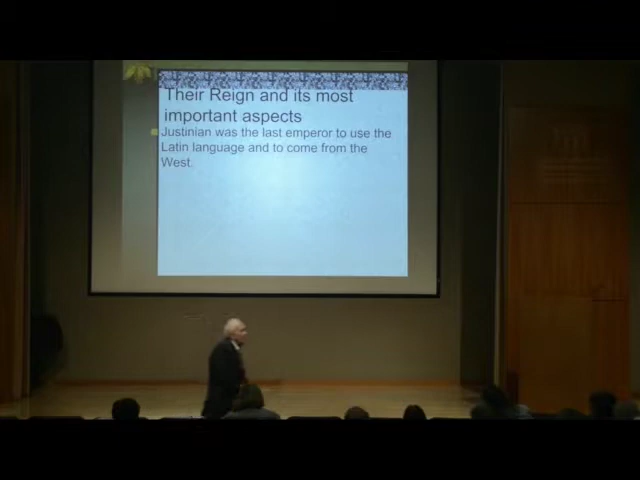 Their Reign and its most
important aspects
Justinian was the last emperor to use the
Latin language and to come from the
West